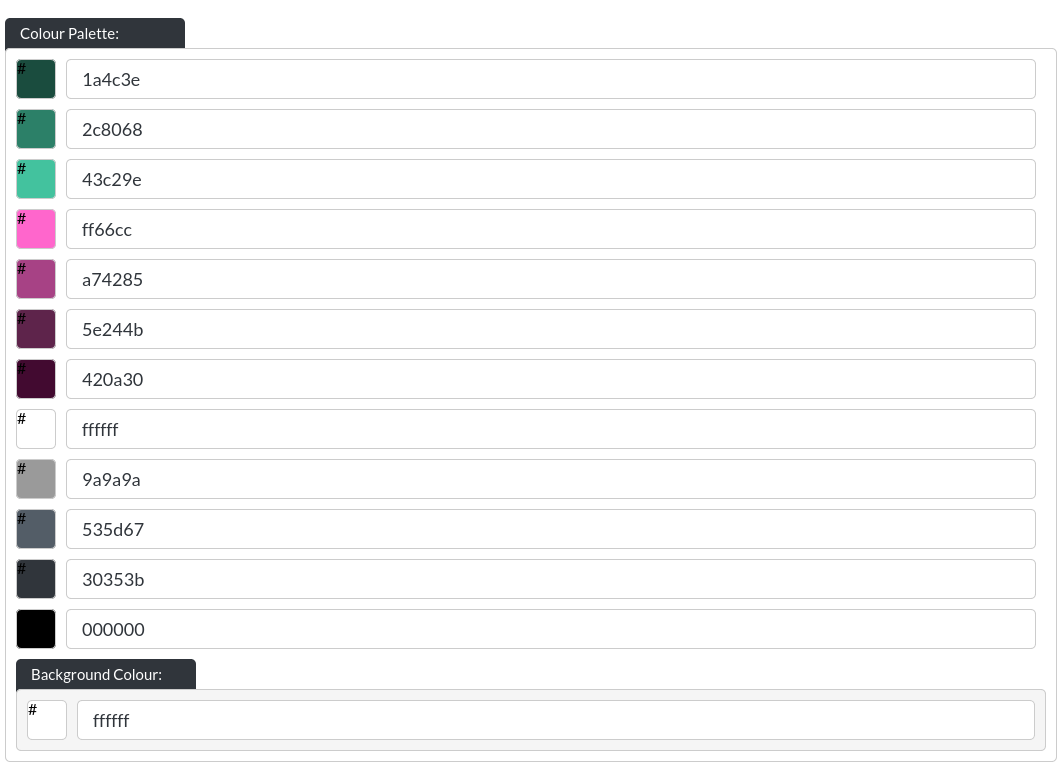 Colour Palette:
# 1a4c3e
# 2c8068
# 43c29e
# ff66cc
# a74285
# 5e244b
# 420a30
# ffffff
# 9a9a9a
# 535d67
# 30353b
000000
Background Colour:
# ffffff